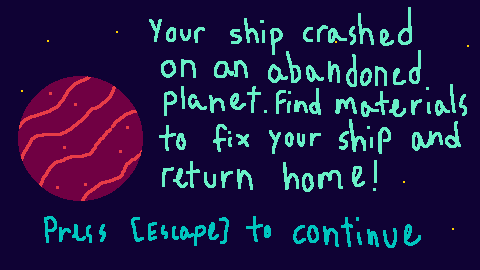 Your ship crashed
on an abandoned
planet. Find materials
to fix your ship and
return home!
Press [Escape] to continue